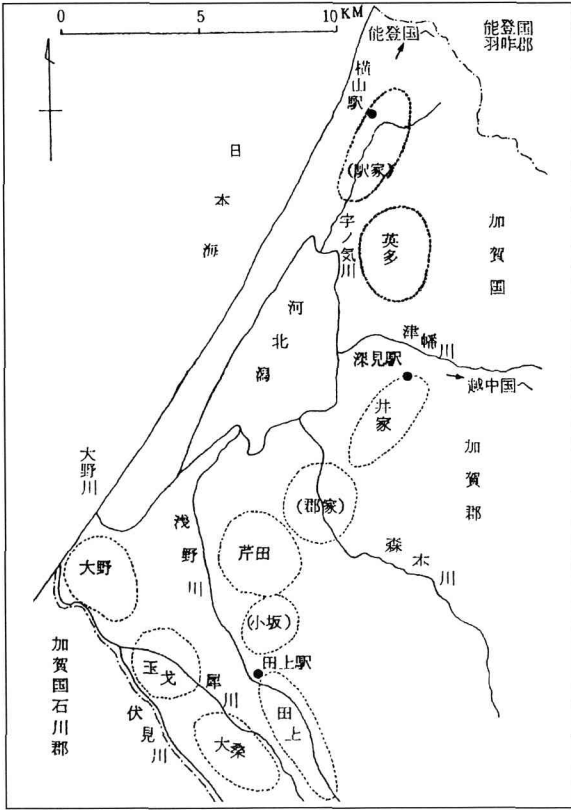 0 5 10 KM
能登国へ
能登国
羽咋郡
横山駅
日本海
(駅家)
宇ノ気川
英多
加賀国
河北潟
津幡川
深見駅
越中国へ
井家
加賀郡
大野川
(郡家)
浅野川
芹田
森本川
大野
(小坂)
田上駅
加賀国石川郡
玉戈
犀川
伏見川
田上
大桑